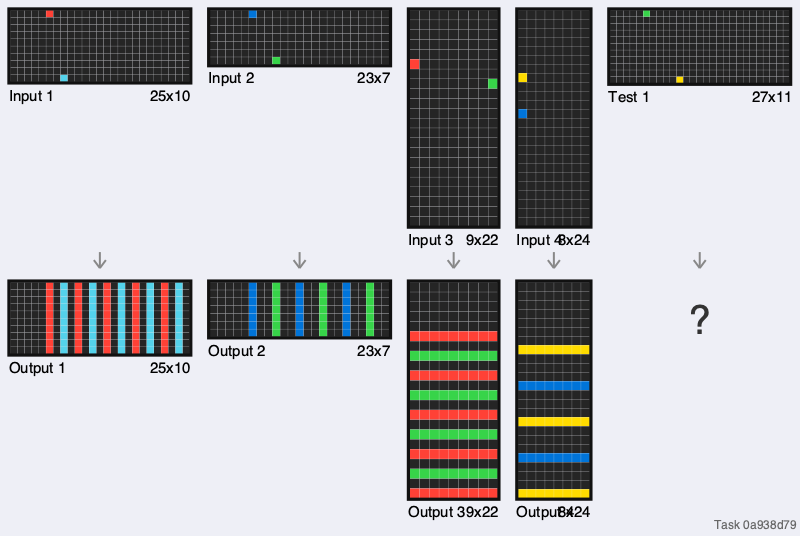 Input 1 25x10
Input 2 23x7
Input 3 9x22
Input 4 8x24
Test 1 27x11
?
Output 1 25x10
Output 2 23x7
Output 3 9x22
Output 4 8x24
Task 0a938d79